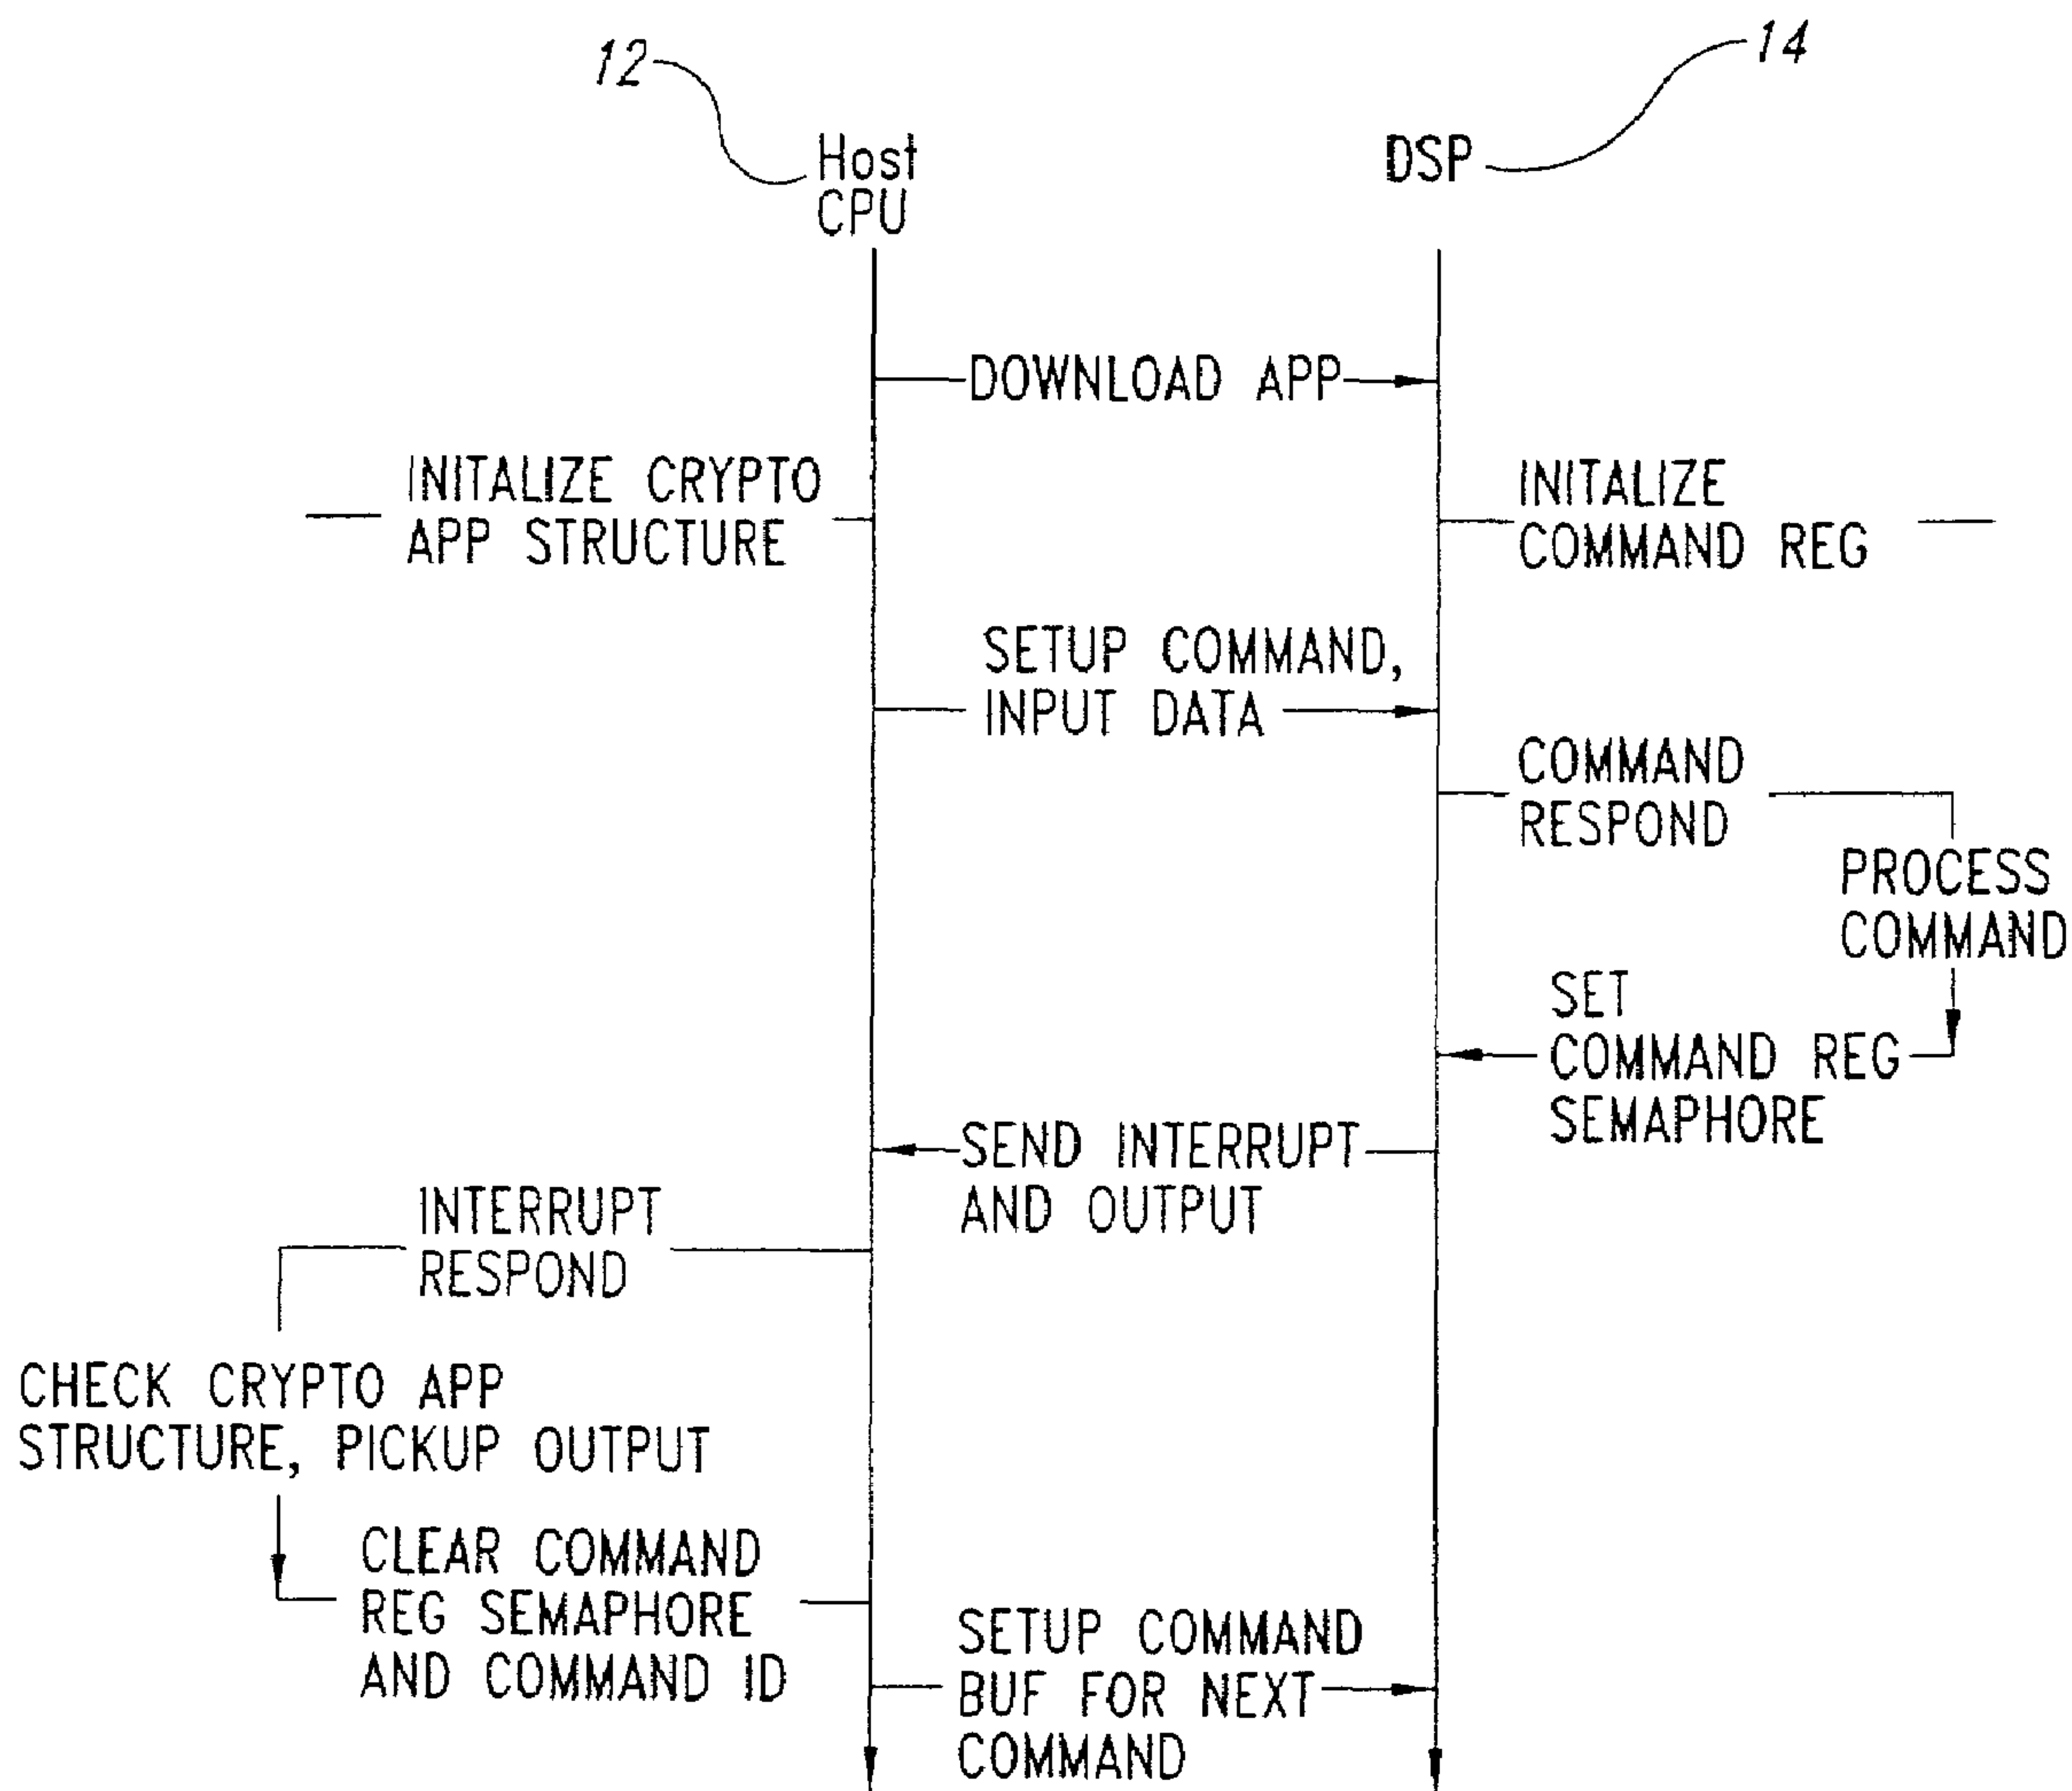 12
14
Host
CPU
DSP
DOWNLOAD APP
INITALIZE CRYPTO
APP STRUCTURE
INITALIZE
COMMAND REG
SETUP COMMAND,
INPUT DATA
COMMAND
RESPOND
PROCESS
COMMAND
SET
COMMAND REG
SEMAPHORE
SEND INTERRUPT
AND OUTPUT
INTERRUPT
RESPOND
CHECK CRYPTO APP
STRUCTURE, PICKUP OUTPUT
CLEAR COMMAND
REG SEMAPHORE
AND COMMAND ID
SETUP COMMAND
BUF FOR NEXT
COMMAND